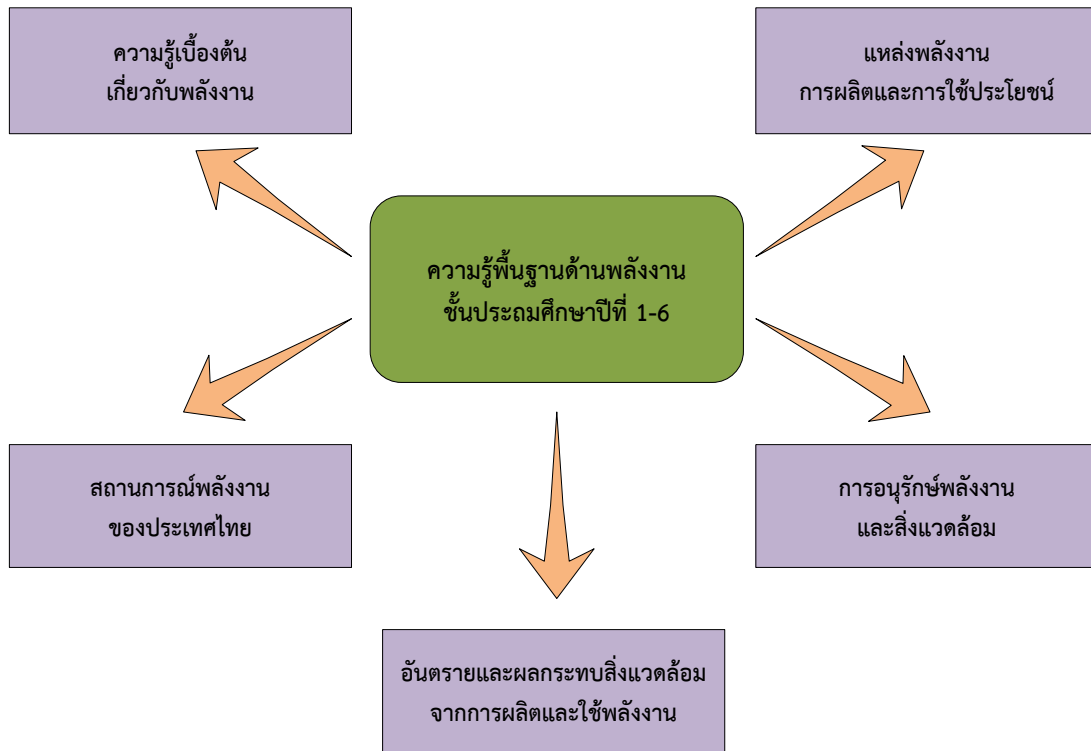 ความรู้เบื้องต้น
เกี่ยวกับพลังงาน
แหล่งพลังงาน
การผลิตและการใช้ประโยชน์
ความรู้พื้นฐานด้านพลังงาน
ชั้นประถมศึกษาปีที่ 1-6
สถานการณ์พลังงาน
ของประเทศไทย
การอนุรักษ์พลังงาน
และสิ่งแวดล้อม
อันตรายและผลกระทบสิ่งแวดล้อม
จากการผลิตและใช้พลังงาน